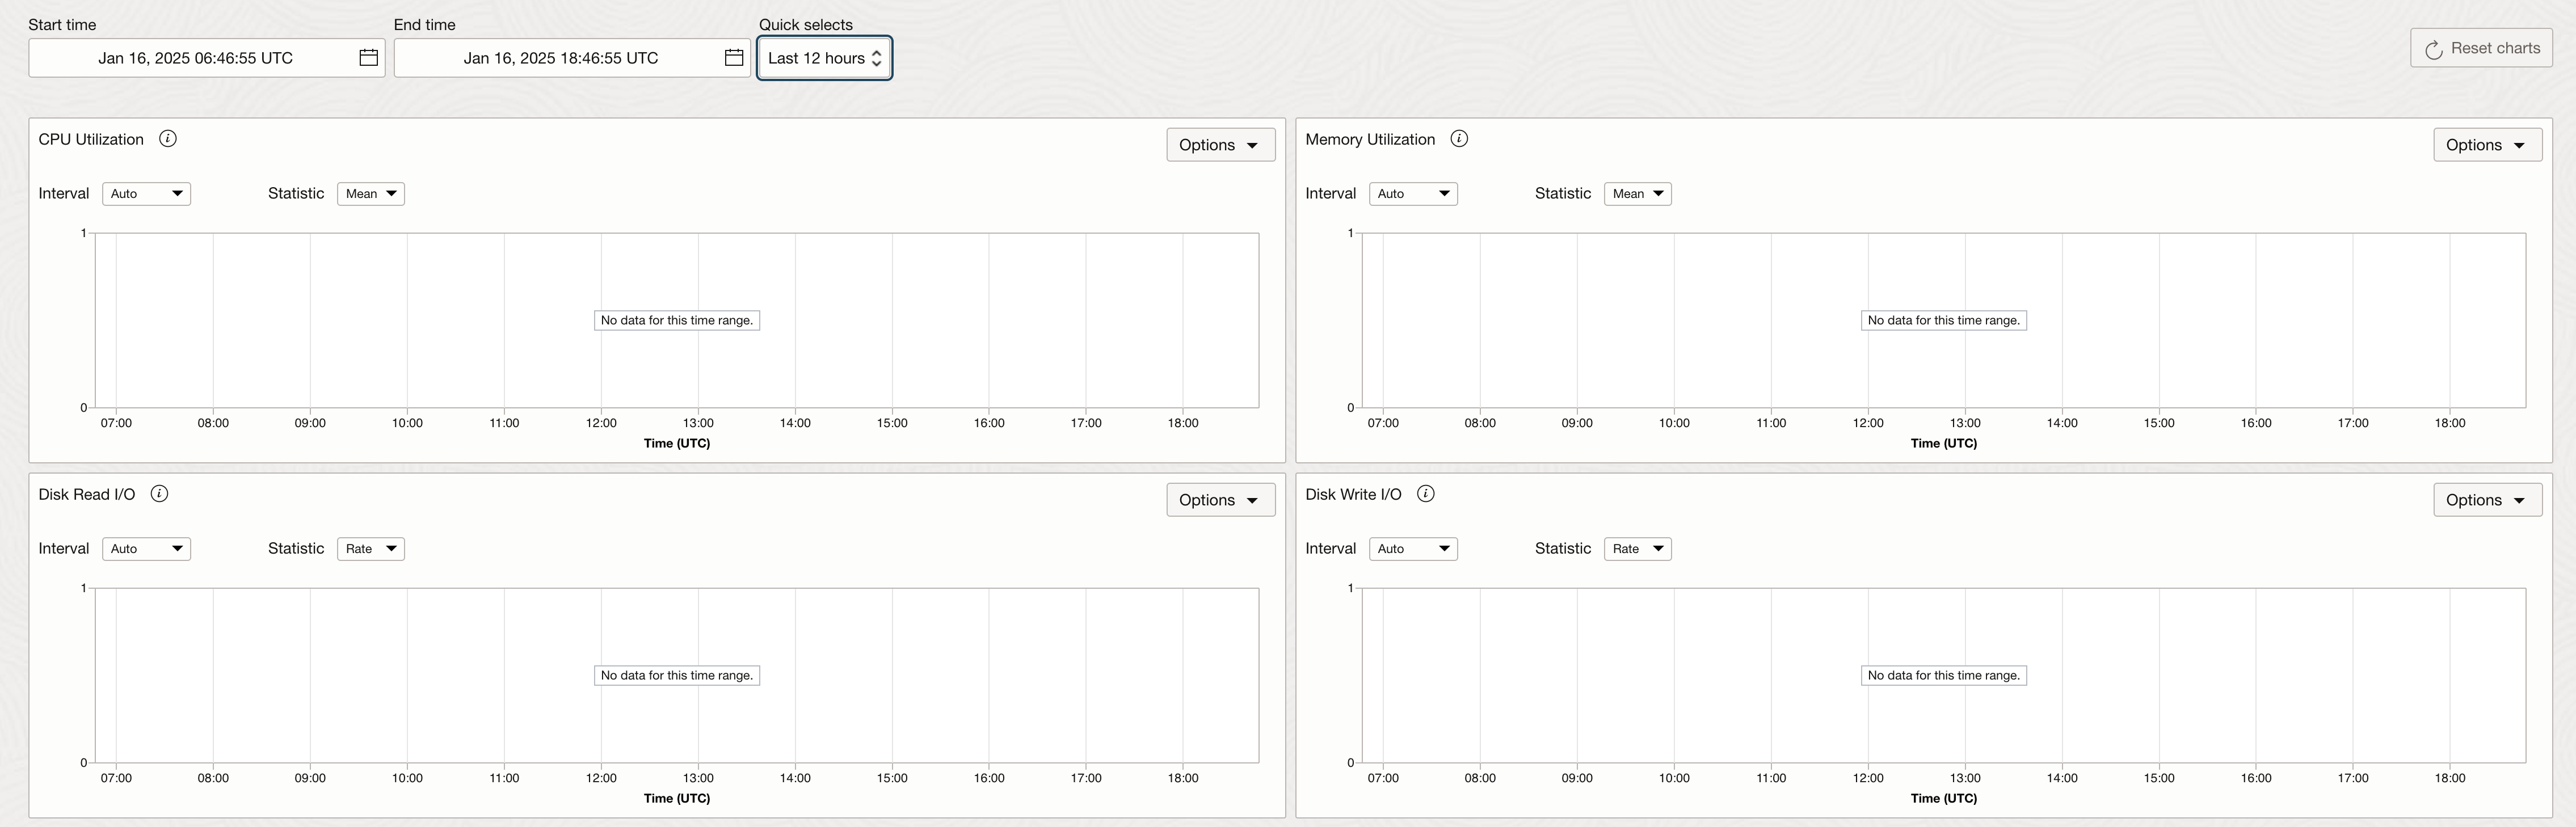 Start time End time Quick selects
Jan 16, 2025 06:46:55 UTC Jan 16, 2025 18:46:55 UTC Last 12 hours Reset charts
CPU Utilization Options
Interval Auto Statistic Mean
1
No data for this time range.
0
07:00 08:00 09:00 10:00 11:00 12:00 13:00 14:00 15:00 16:00 17:00 18:00
Time (UTC)
Memory Utilization Options
Interval Auto Statistic Mean
1
No data for this time range.
0
07:00 08:00 09:00 10:00 11:00 12:00 13:00 14:00 15:00 16:00 17:00 18:00
Time (UTC)
Disk Read I/O Options
Interval Auto Statistic Rate
1
No data for this time range.
0
07:00 08:00 09:00 10:00 11:00 12:00 13:00 14:00 15:00 16:00 17:00 18:00
Time (UTC)
Disk Write I/O Options
Interval Auto Statistic Rate
1
No data for this time range.
0
07:00 08:00 09:00 10:00 11:00 12:00 13:00 14:00 15:00 16:00 17:00 18:00
Time (UTC)